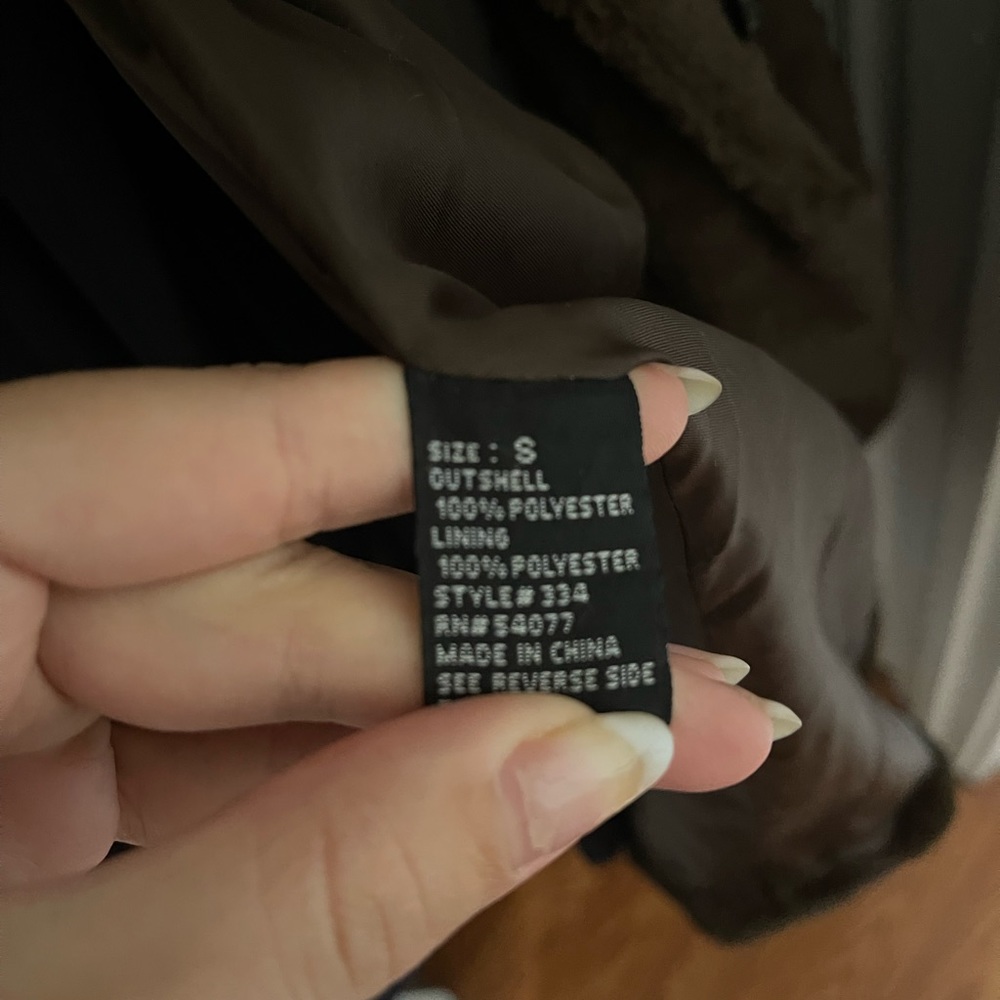 SIZE : S
OUTSHELL
100% POLYESTER
LINING
100% POLYESTER
STYLE# 334
RN# 54077
MADE IN CHINA
SEE REVERSE SIDE